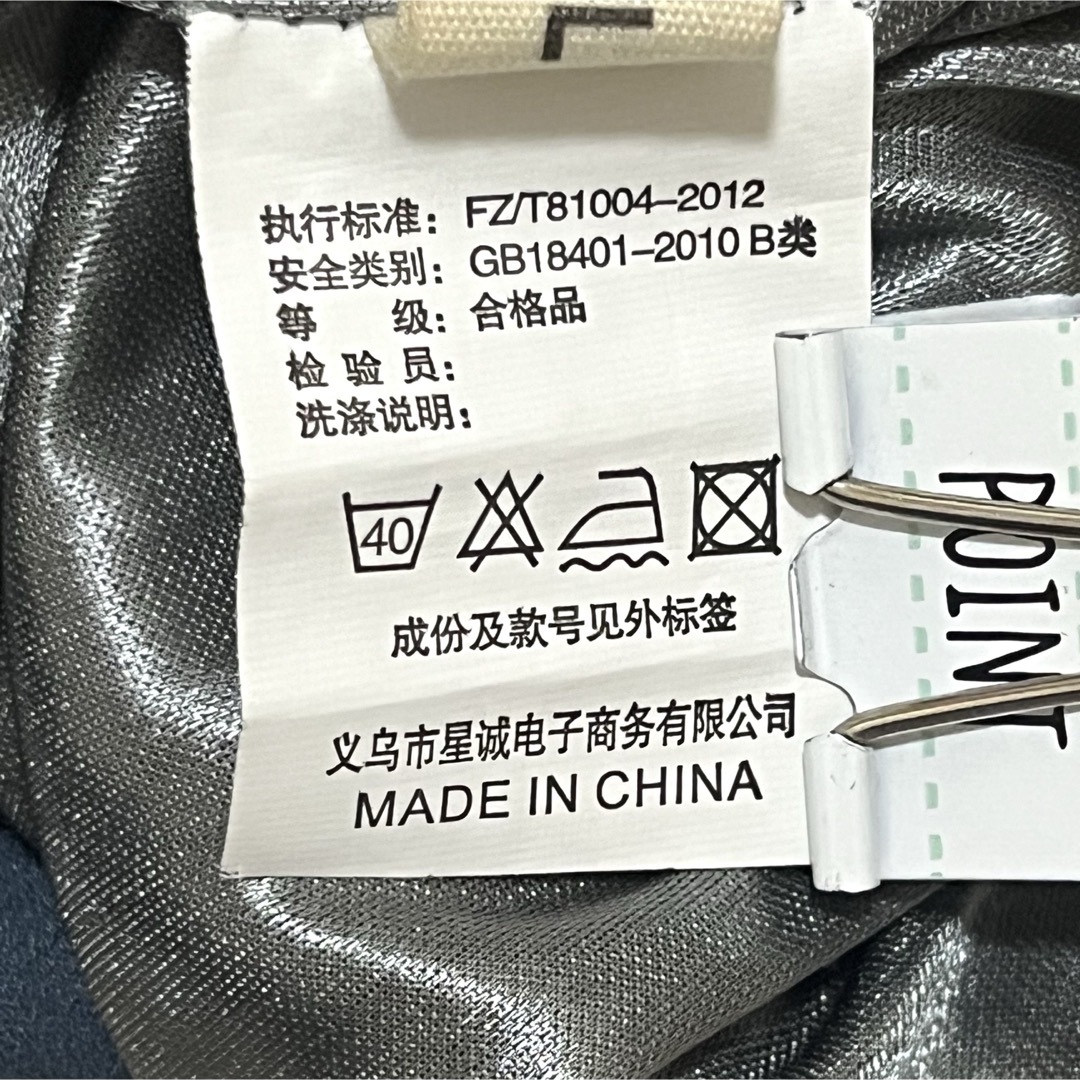 L
执行标准: FZ/T81004–2012
安全类别: GB18401–2010 B类
等 级: 合格品
检 验 员:
洗涤说明:
40
成份及款号见外标签
义乌市星诚电子商务有限公司
MADE IN CHINA
POINT